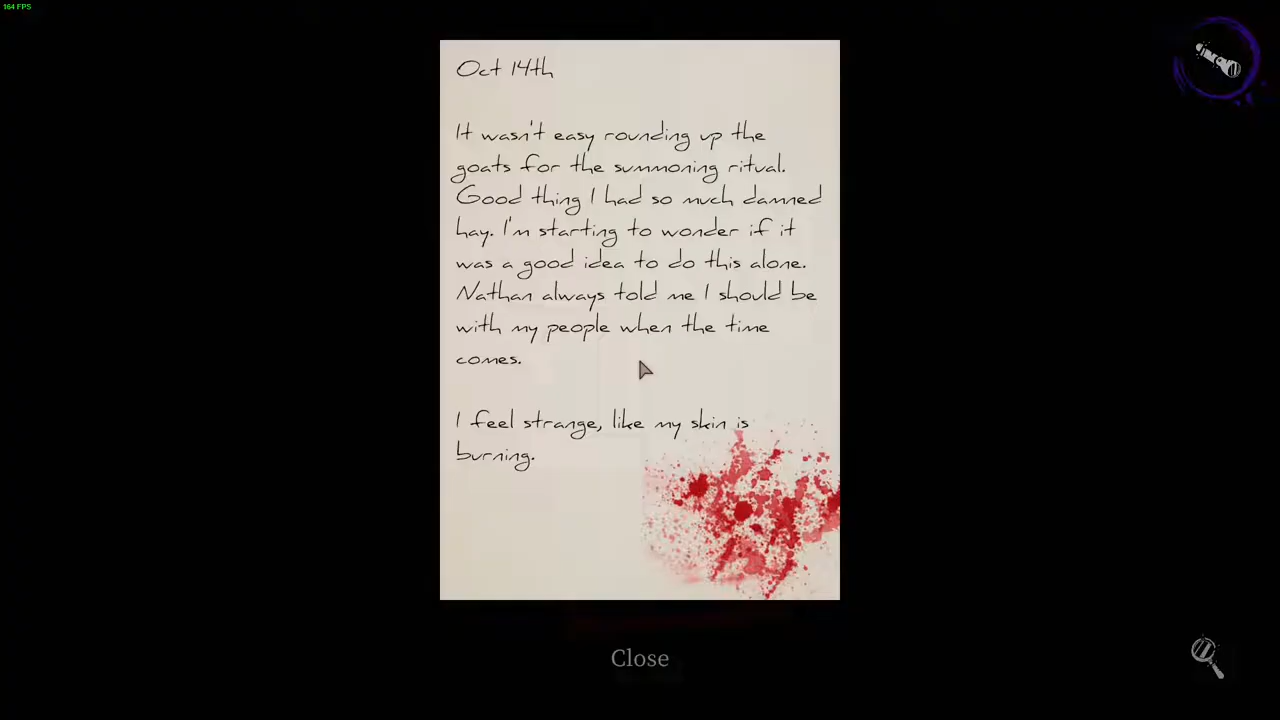 164 FPS
Oct 14th
It wasn't easy rounding up the
goats for the summoning ritual.
Good thing I had so much damned
hay. I'm starting to wonder if it
was a good idea to do this alone.
Nathan always told me I should be
with my people when the time
comes.
I feel strange, like my skin is
burning.
Close